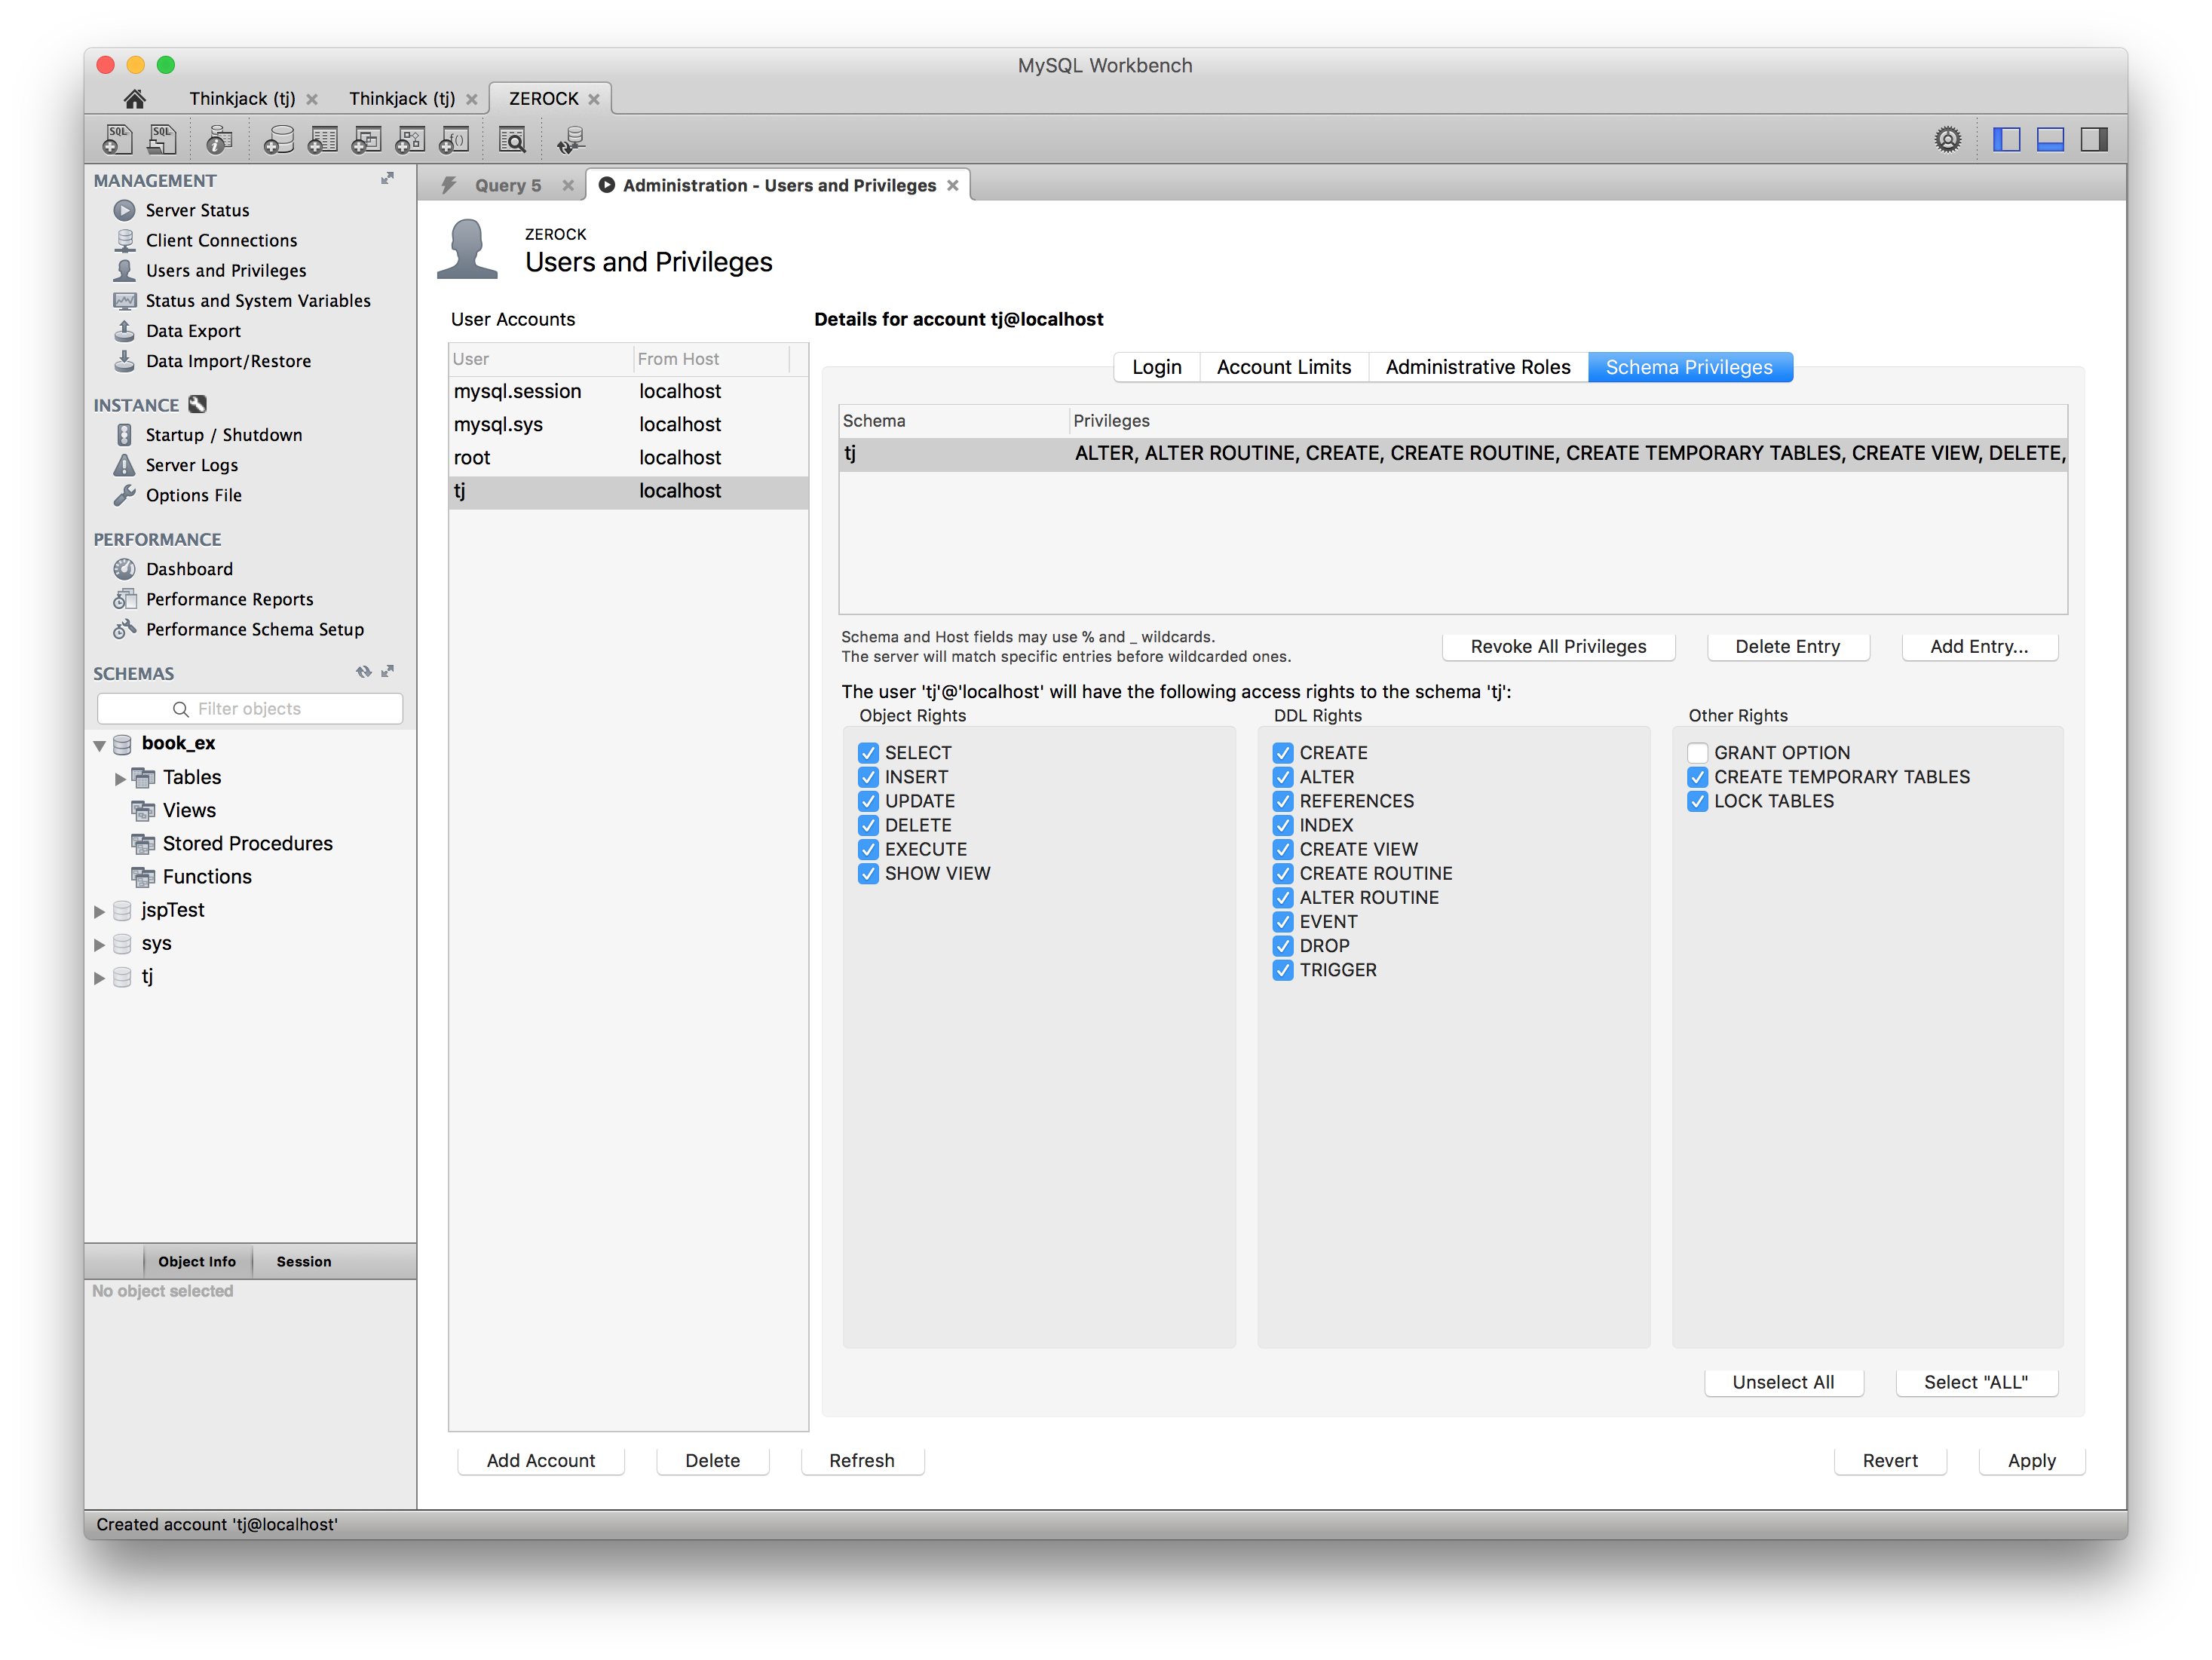 MySQL Workbench
Thinkjack (tj)
Thinkjack (tj)
ZEROCK
SQL
SQL
MANAGEMENT
Server Status
Client Connections
Users and Privileges
Status and System Variables
Data Export
Data Import/Restore
INSTANCE
Startup / Shutdown
Server Logs
Options File
PERFORMANCE
Dashboard
Performance Reports
Performance Schema Setup
SCHEMAS
Filter objects
book_ex
Tables
Views
Stored Procedures
Functions
jspTest
sys
tj
Object Info
Session
No object selected
Query 5
Administration - Users and Privileges
ZEROCK
Users and Privileges
User Accounts
User From Host
mysql.session localhost
mysql.sys localhost
root localhost
tj localhost
Add Account
Delete
Refresh
Details for account tj@localhost
Login
Account Limits
Administrative Roles
Schema Privileges
Schema Privileges
tj ALTER, ALTER ROUTINE, CREATE, CREATE ROUTINE, CREATE TEMPORARY TABLES, CREATE VIEW, DELETE,
Schema and Host fields may use % and _ wildcards.
The server will match specific entries before wildcarded ones.
Revoke All Privileges
Delete Entry
Add Entry...
The user 'tj'@'localhost' will have the following access rights to the schema 'tj':
Object Rights
SELECT
INSERT
UPDATE
DELETE
EXECUTE
SHOW VIEW
DDL Rights
CREATE
ALTER
REFERENCES
INDEX
CREATE VIEW
CREATE ROUTINE
ALTER ROUTINE
EVENT
DROP
TRIGGER
Other Rights
GRANT OPTION
CREATE TEMPORARY TABLES
LOCK TABLES
Unselect All
Select "ALL"
Revert
Apply
Created account 'tj@localhost'